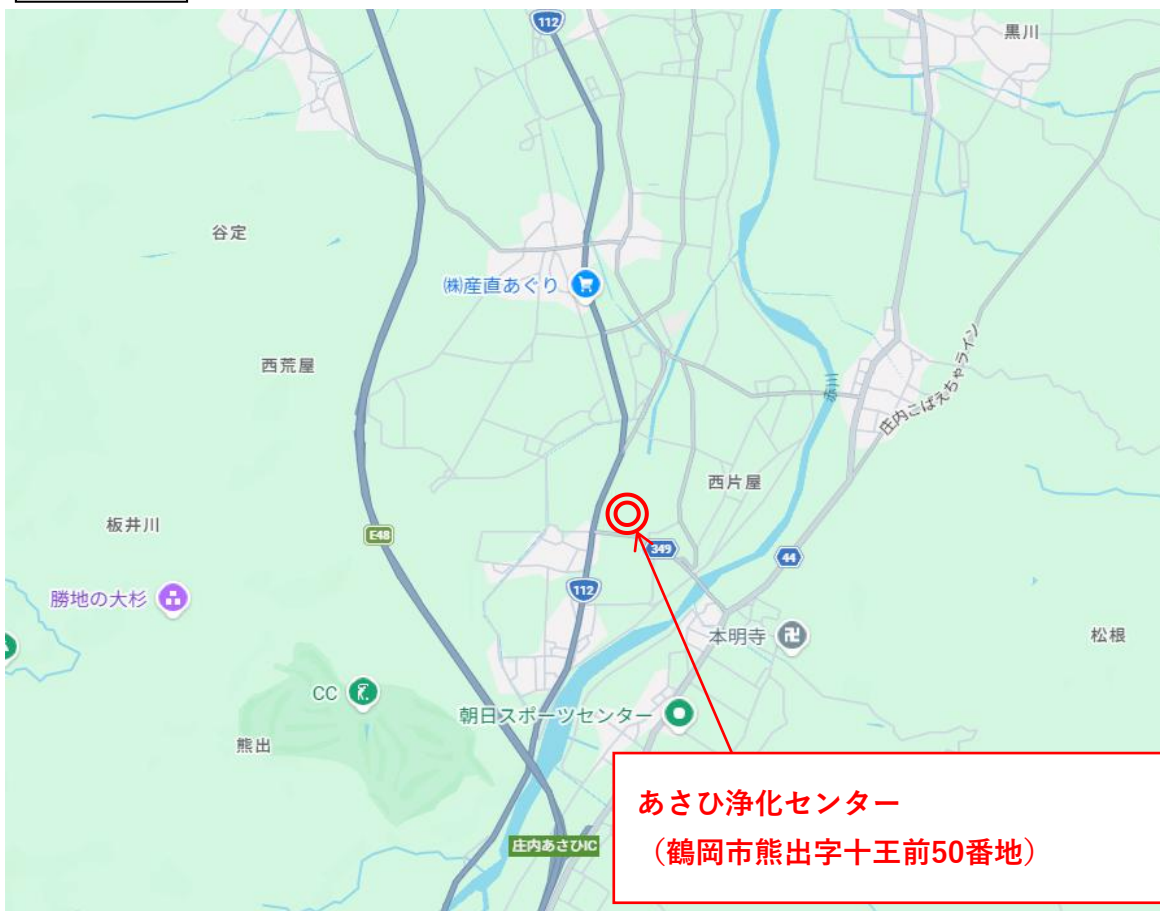 112
黒川
谷定
㈱産直あぐり
西荒屋
赤川
庄内こばえちゃライン
西片屋
板井川
E48
349
44
勝地の大杉
112
本明寺
松根
CC
朝日スポーツセンター
熊出
庄内あさひIC
あさひ浄化センター
（鶴岡市熊出字十王前50番地）